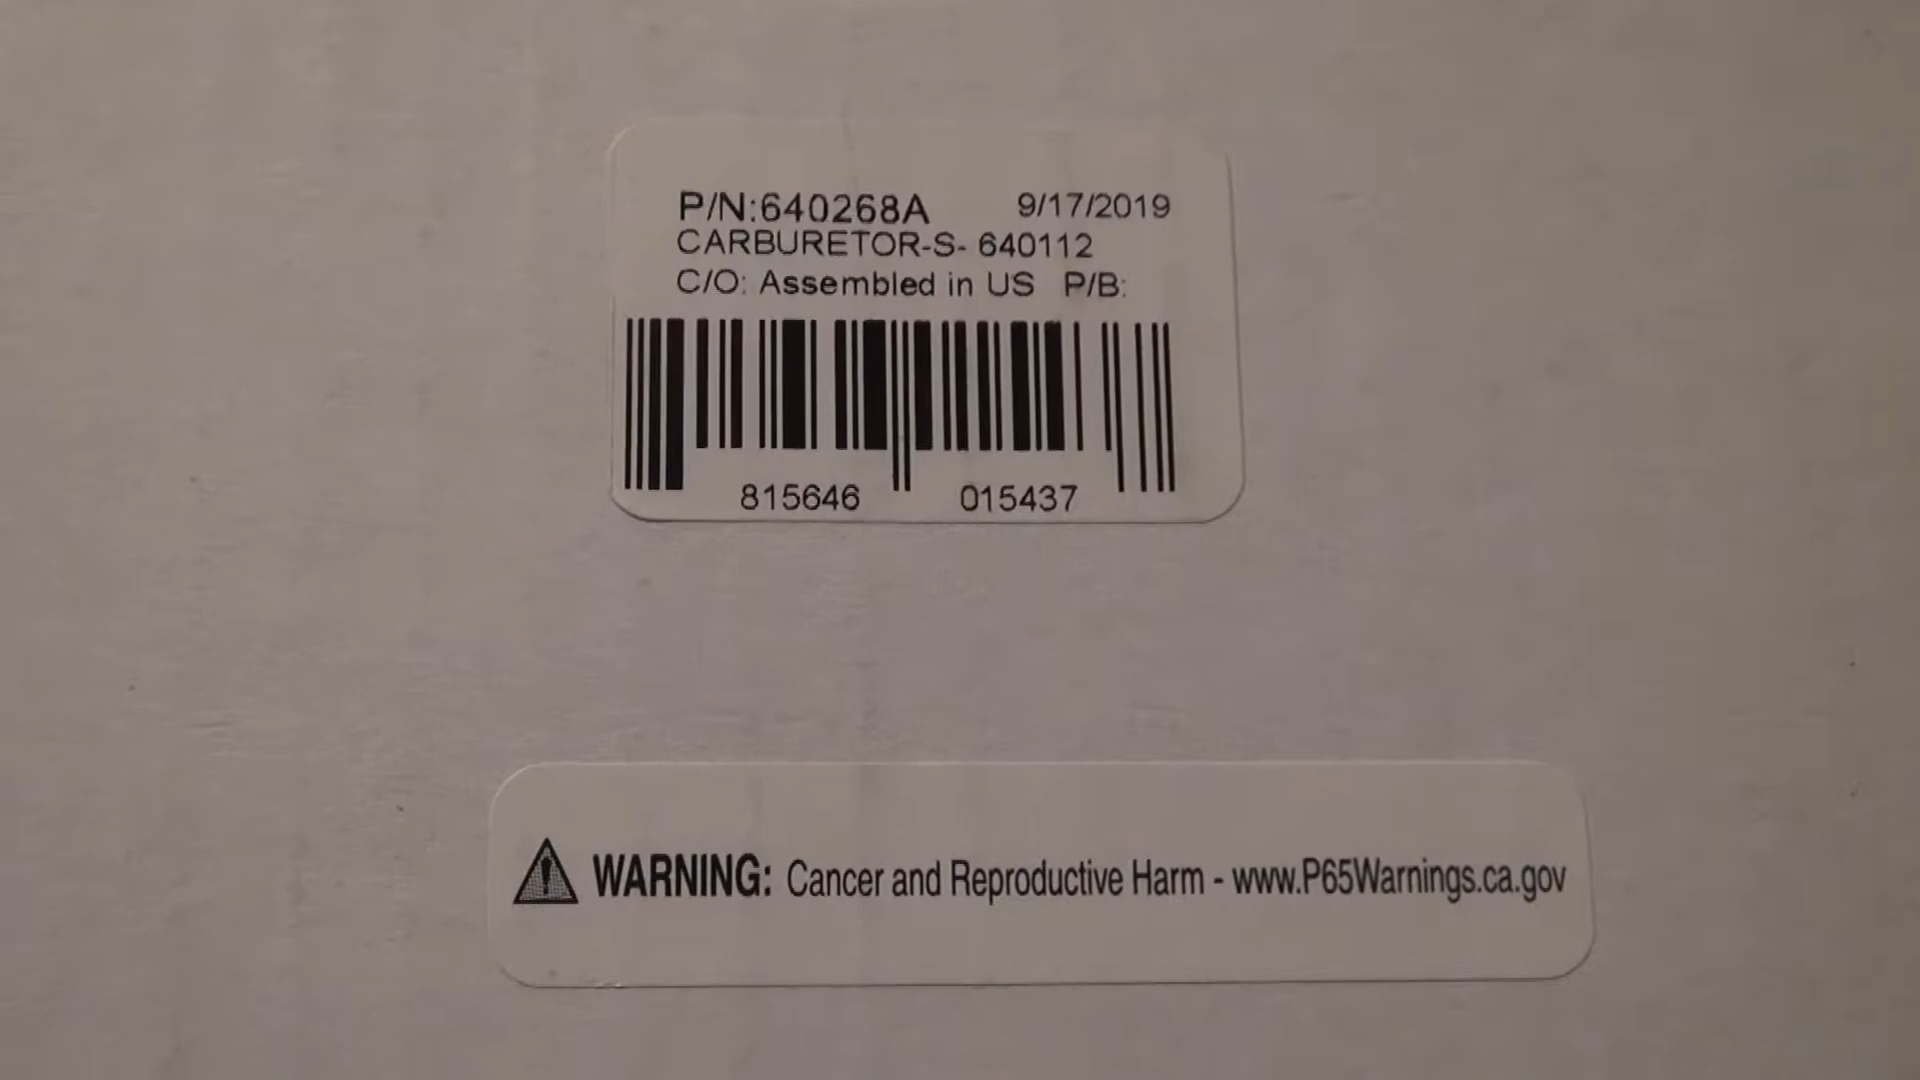 P/N:640268A 9/17/2019
CARBURETOR-S- 640112
C/O: Assembled in US P/B:
815646 015437
WARNING: Cancer and Reproductive Harm - www.P65Warnings.ca.gov